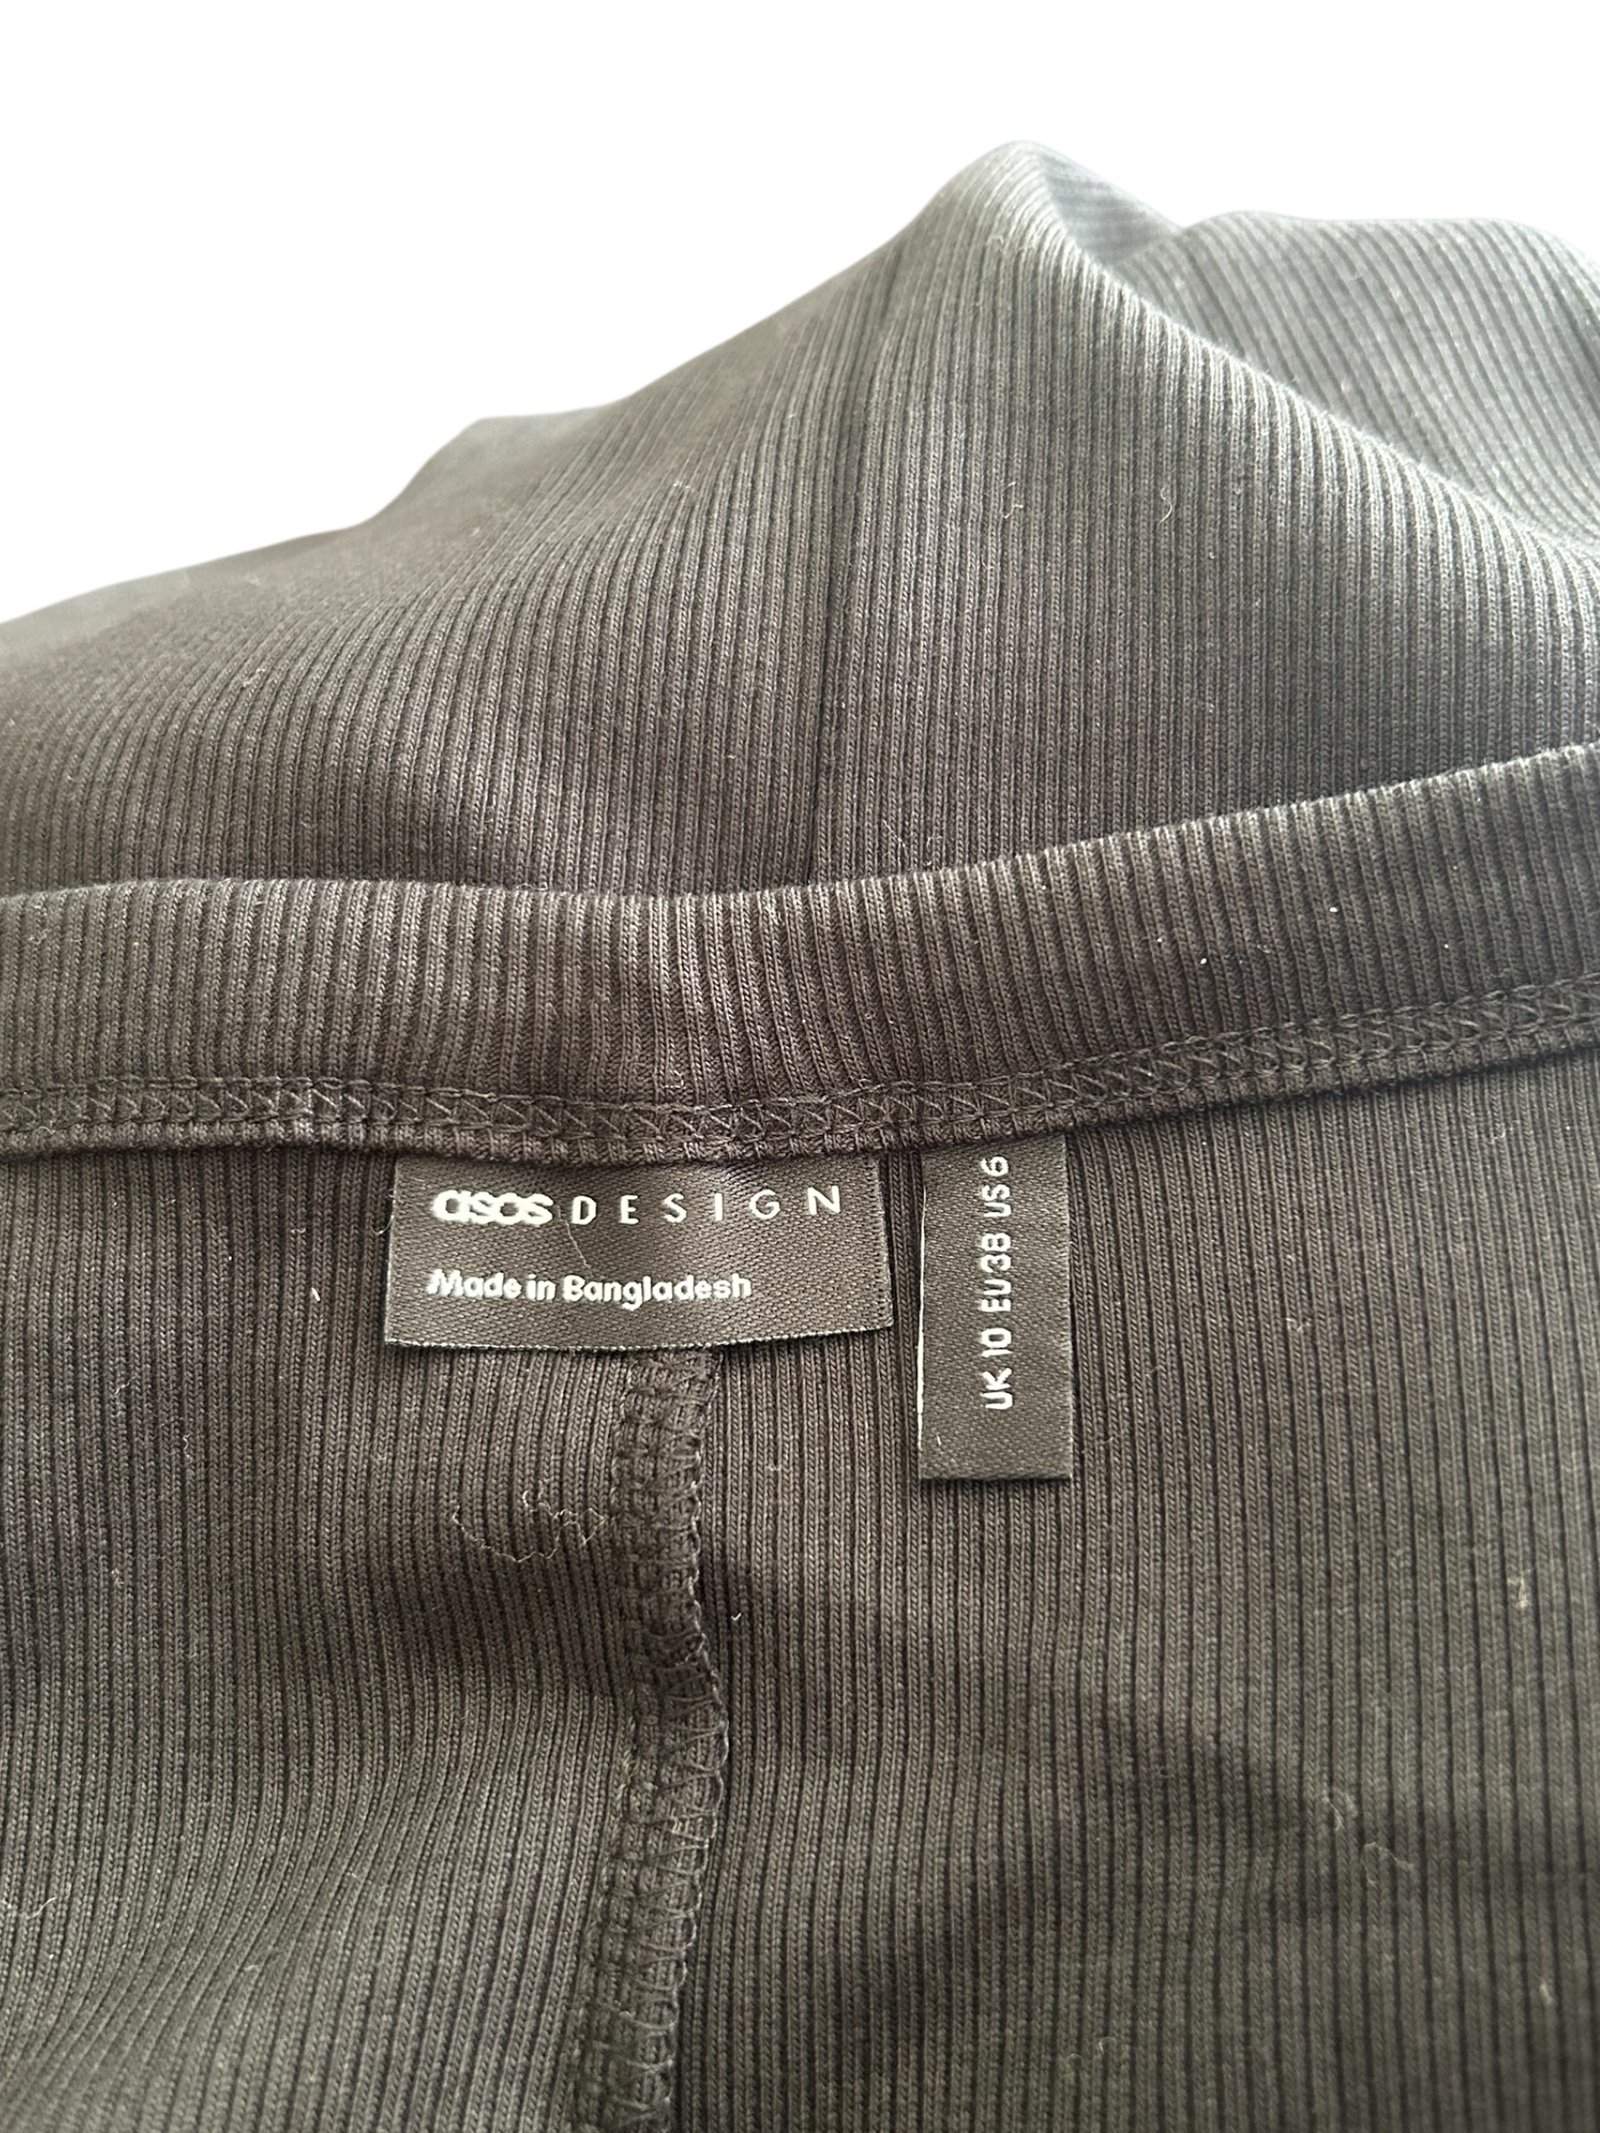 asos DESIGN
Made in Bangladesh
UK 10 EU 38 US 6